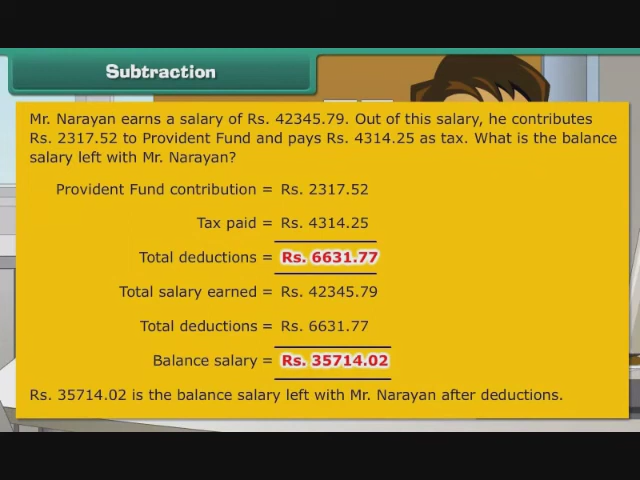 Subtraction
Mr. Narayan earns a salary of Rs. 42345.79. Out of this salary, he contributes
Rs. 2317.52 to Provident Fund and pays Rs. 4314.25 as tax. What is the balance
salary left with Mr. Narayan?
Provident Fund contribution = Rs. 2317.52
Tax paid = Rs. 4314.25
Total deductions = Rs. 6631.77
Total salary earned = Rs. 42345.79
Total deductions = Rs. 6631.77
Balance salary = Rs. 35714.02
Rs. 35714.02 is the balance salary left with Mr. Narayan after deductions.